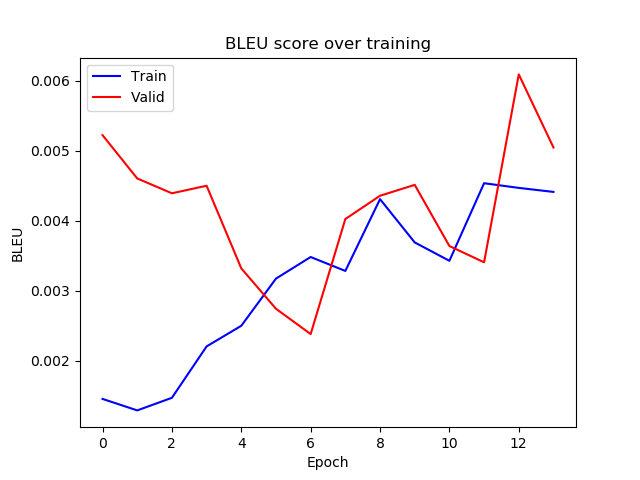 BLEU score over training
Train
Valid
0.006
0.005
0.004
0.003
0.002
BLEU
0 2 4 6 8 10 12
Epoch